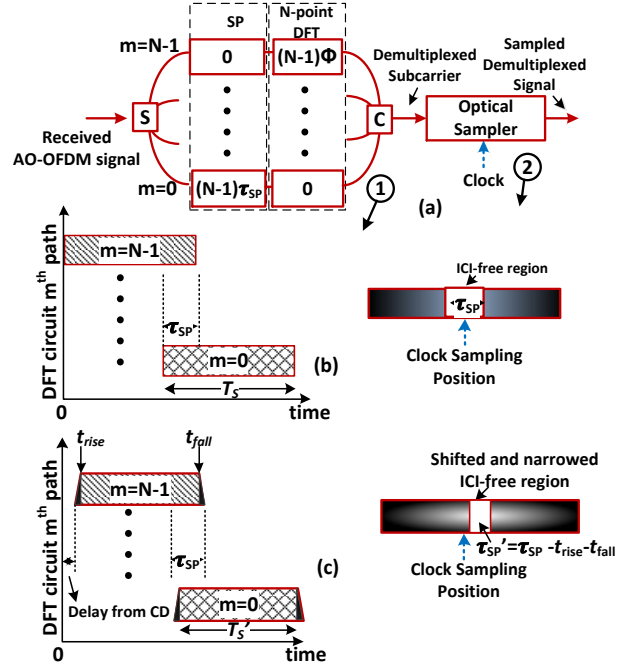 SP
N-point
DFT
m=N-1
0
(N-1)Φ
Demultiplexed
Subcarrier
Sampled
Demultiplexed
Signal
S
C
Optical
Sampler
Received
AO-OFDM signal
m=0
(N-1)τSP
0
Clock
1
2
(a)
DFT circuit mth path
m=N-1
τSP
m=0
TS
0
time
(b)
ICI-free region
τSP
Clock Sampling
Position
DFT circuit mth path
trise
tfall
m=N-1
τSP
Delay from CD
m=0
TS'
0
time
(c)
Shifted and narrowed
ICI-free region
τSP'=τSP -trise-tfall
Clock Sampling
Position